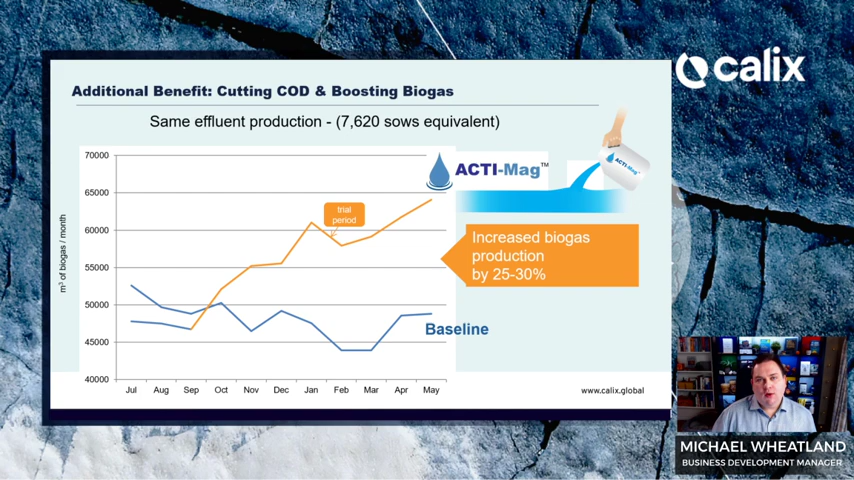 calix
Additional Benefit: Cutting COD & Boosting Biogas
Same effluent production - (7,620 sows equivalent)
ACTI-Mag™
ACTI-Mag
70000
65000
60000
55000
50000
45000
40000
m³ of biogas / month
trial
period
Increased biogas
production
by 25-30%
Baseline
Jul Aug Sep Oct Nov Dec Jan Feb Mar Apr May
www.calix.global
MICHAEL WHEATLAND
BUSINESS DEVELOPMENT MANAGER